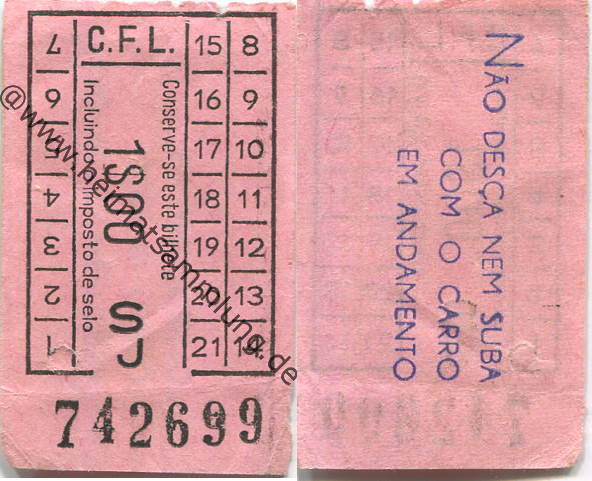 C.F.L.
7
6
5
4
3
2
1
Conserve-se este bilhete
1$00 SJ
Incluindo o imposto de selo
15 8
16 9
17 10
18 11
19 12
20 13
21 14
742699
@www.heimatsammlung.de
NÃO DESÇA NEM SUBA
COM O CARRO
EM ANDAMENTO